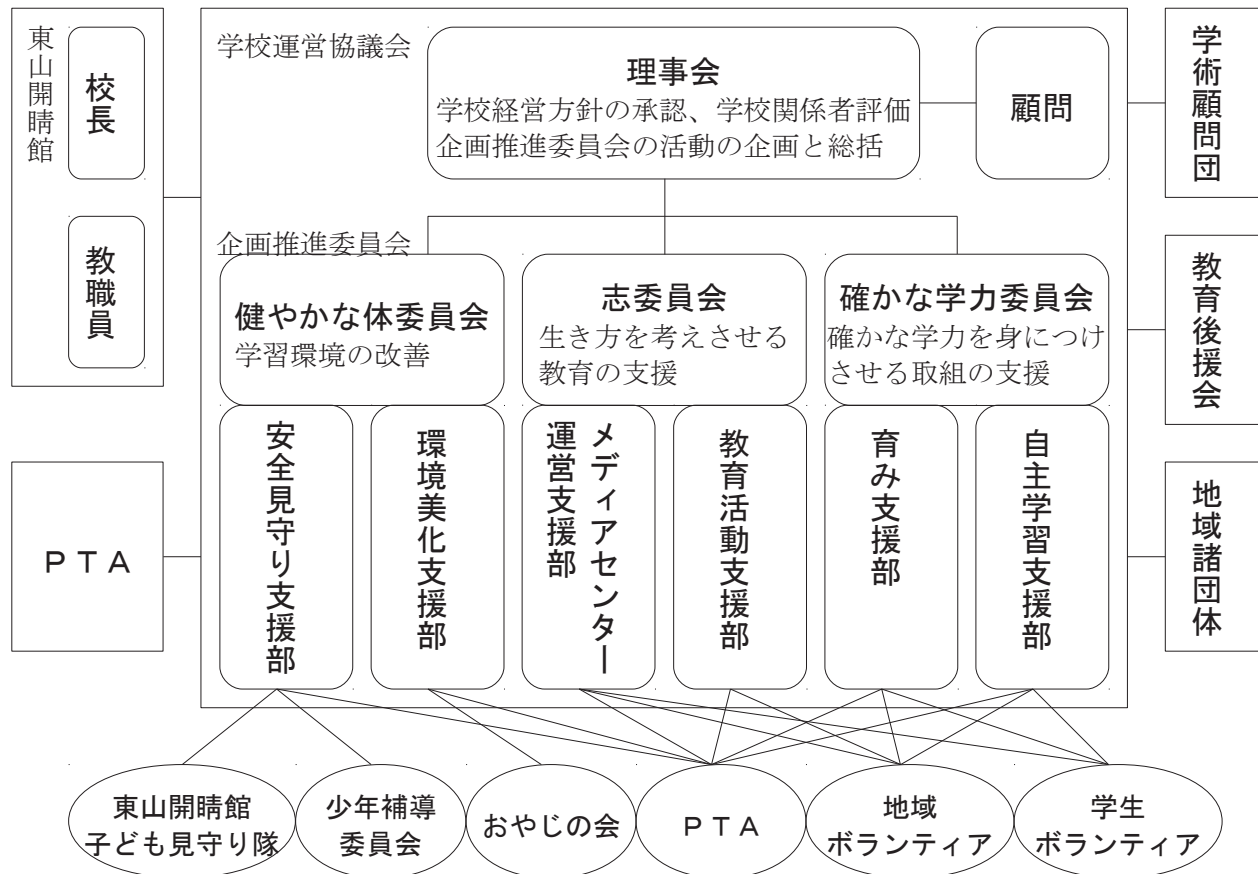 東山開睛館
校長
教職員
PTA
学校運営協議会
理事会
学校経営方針の承認、学校関係者評価
企画推進委員会の活動の企画と総括
顧問
企画推進委員会
健やかな体委員会
学習環境の改善
志委員会
生き方を考えさせる
教育の支援
確かな学力委員会
確かな学力を身につけ
させる取組の支援
安全見守り支援部
環境美化支援部
メディアセンター
運営支援部
教育活動支援部
育み支援部
自主学習支援部
学術顧問団
教育後援会
地域諸団体
東山開睛館
子ども見守り隊
少年補導
委員会
おやじの会
PTA
地域
ボランティア
学生
ボランティア